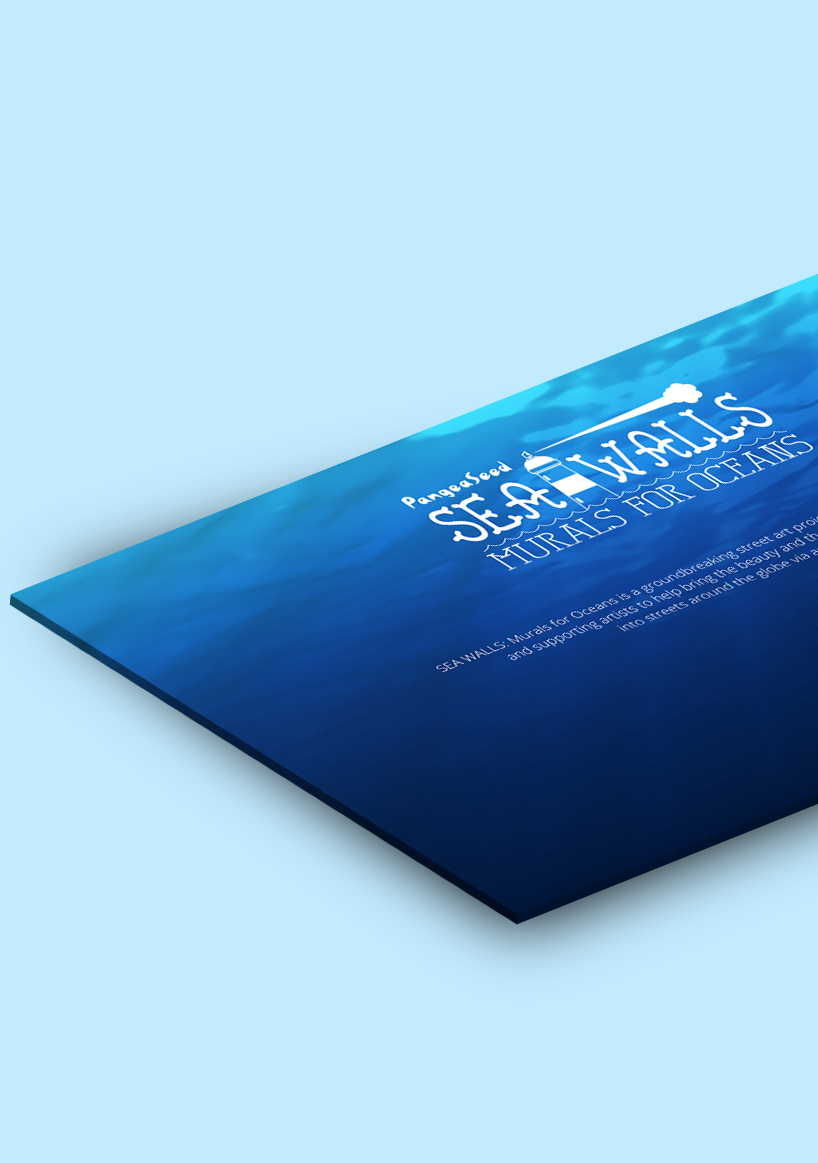 PangeaSeed
SEA WALLS
MURALS FOR OCEANS
SEA WALLS: Murals for Oceans is a groundbreaking street art
and supporting artists to help bring the beauty and
into streets around the globe via